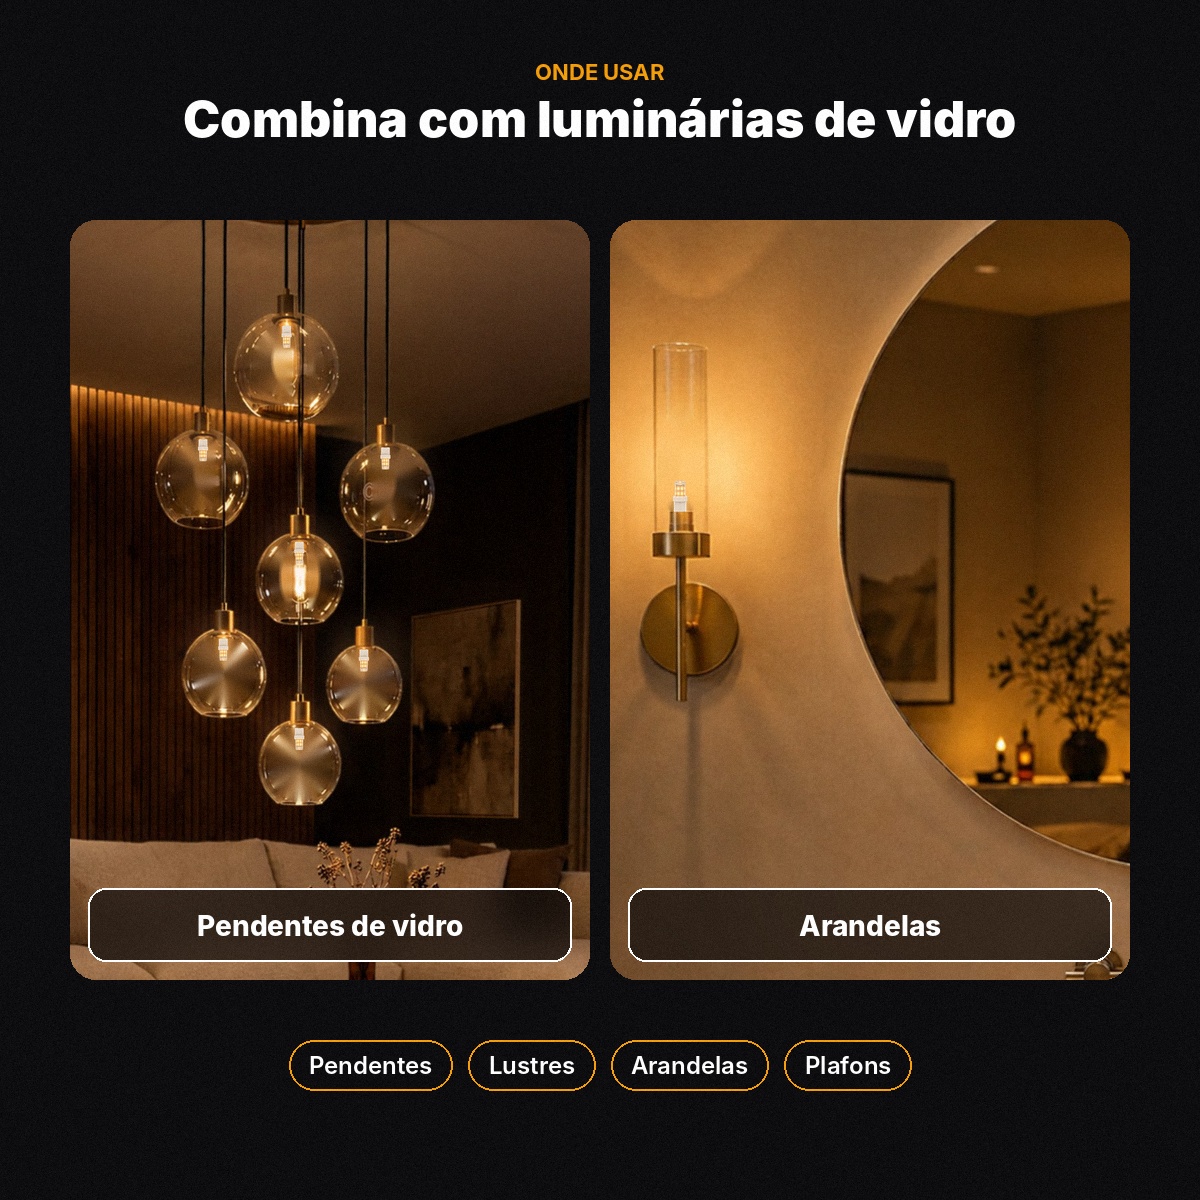 ONDE USAR
Combina com luminárias de vidro
Pendentes de vidro
Arandelas
Pendentes
Lustres
Arandelas
Plafons